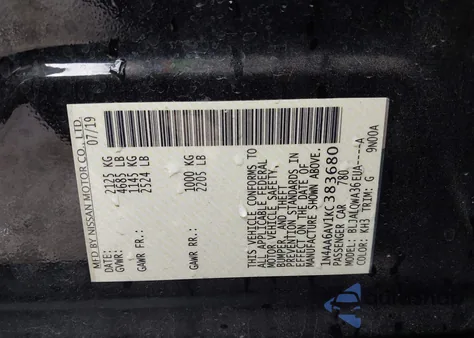 MFD BY NISSAN MOTOR CO., LTD.
07/19
GVWR: 2125 KG
4685 LB
GAWR FR: 1145 KG
2524 LB
GAWR RR: 1000 KG
2205 LB
THIS VEHICLE CONFORMS TO
ALL APPLICABLE FEDERAL
MOTOR VEHICLE SAFETY,
BUMPER AND THEFT
PREVENTION STANDARDS IN
EFFECT ON THE DATE OF
MANUFACTURE SHOWN ABOVE.
1N4AA6AV1KC383680
PASSENGER CAR 780
MODEL: BLJALCWA36EUA----A
COLOR: KH3 TRIM: G 9N00A